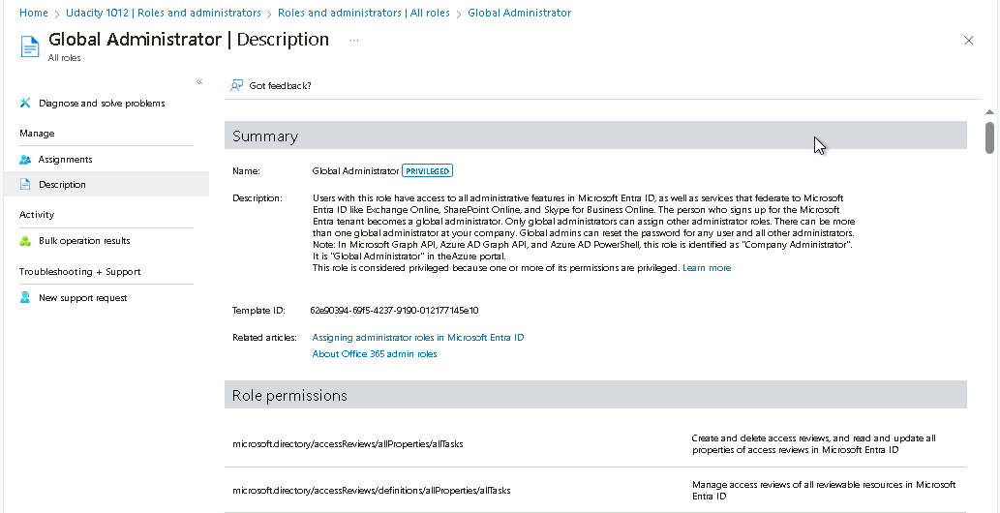 Home > Udacity 1012 | Roles and administrators > Roles and administrators | All roles > Global Administrator
Global Administrator | Description ...
All roles
«
Got feedback?
Diagnose and solve problems
Manage
Assignments
Description
Activity
Bulk operation results
Troubleshooting + Support
New support request
Summary
Name: Global Administrator PRIVILEGED
Description: Users with this role have access to all administrative features in Microsoft Entra ID, as well as services that federate to Microsoft
Entra ID like Exchange Online, SharePoint Online, and Skype for Business Online. The person who signs up for the Microsoft
Entra tenant becomes a global administrator. Only global administrators can assign other administrator roles. There can be more
than one global administrator at your company. Global admins can reset the password for any user and all other administrators.
Note: In Microsoft Graph API, Azure AD Graph API, and Azure AD PowerShell, this role is identified as "Company Administrator".
It is "Global Administrator" in theAzure portal.
This role is considered privileged because one or more of its permissions are privileged. Learn more
Template ID: 62e90394-69f5-4237-9190-012177145e10
Related articles: Assigning administrator roles in Microsoft Entra ID
About Office 365 admin roles
Role permissions
microsoft.directory/accessReviews/allProperties/allTasks
Create and delete access reviews, and read and update all
properties of access reviews in Microsoft Entra ID
microsoft.directory/accessReviews/definitions/allProperties/allTasks
Manage access reviews of all reviewable resources in Microsoft
Entra ID